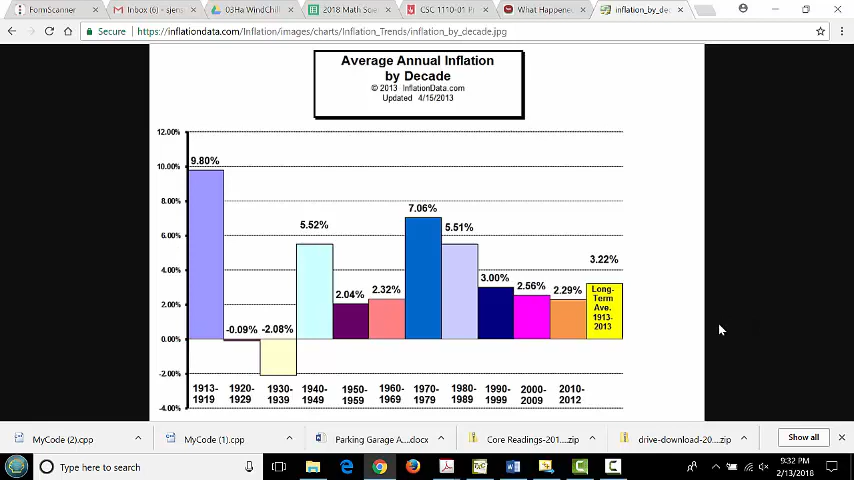 FormScanner
Inbox (6) - sjens
03Ha WindChill
2018 Math Scie
CSC 1110-01 Pr
What Happene
inflation_by_de
Secure
https://inflationdata.com/Inflation/images/charts/Inflation_Trends/inflation_by_decade.jpg
Average Annual Inflation
by Decade
© 2013 InflationData.com
Updated 4/15/2013
12.00%
10.00%
8.00%
6.00%
4.00%
2.00%
0.00%
-2.00%
-4.00%
9.80%
-0.09%
-2.08%
5.52%
2.04%
2.32%
7.06%
5.51%
3.00%
2.56%
2.29%
3.22%
Long-
Term
Ave.
1913-
2013
1913-
1919
1920-
1929
1930-
1939
1940-
1949
1950-
1959
1960-
1969
1970-
1979
1980-
1989
1990-
1999
2000-
2009
2010-
2012
MyCode (2).cpp
MyCode (1).cpp
Parking Garage A....docx
Core Readings-201....zip
drive-download-20....zip
Show all
Type here to search
9:32 PM
2/13/2018